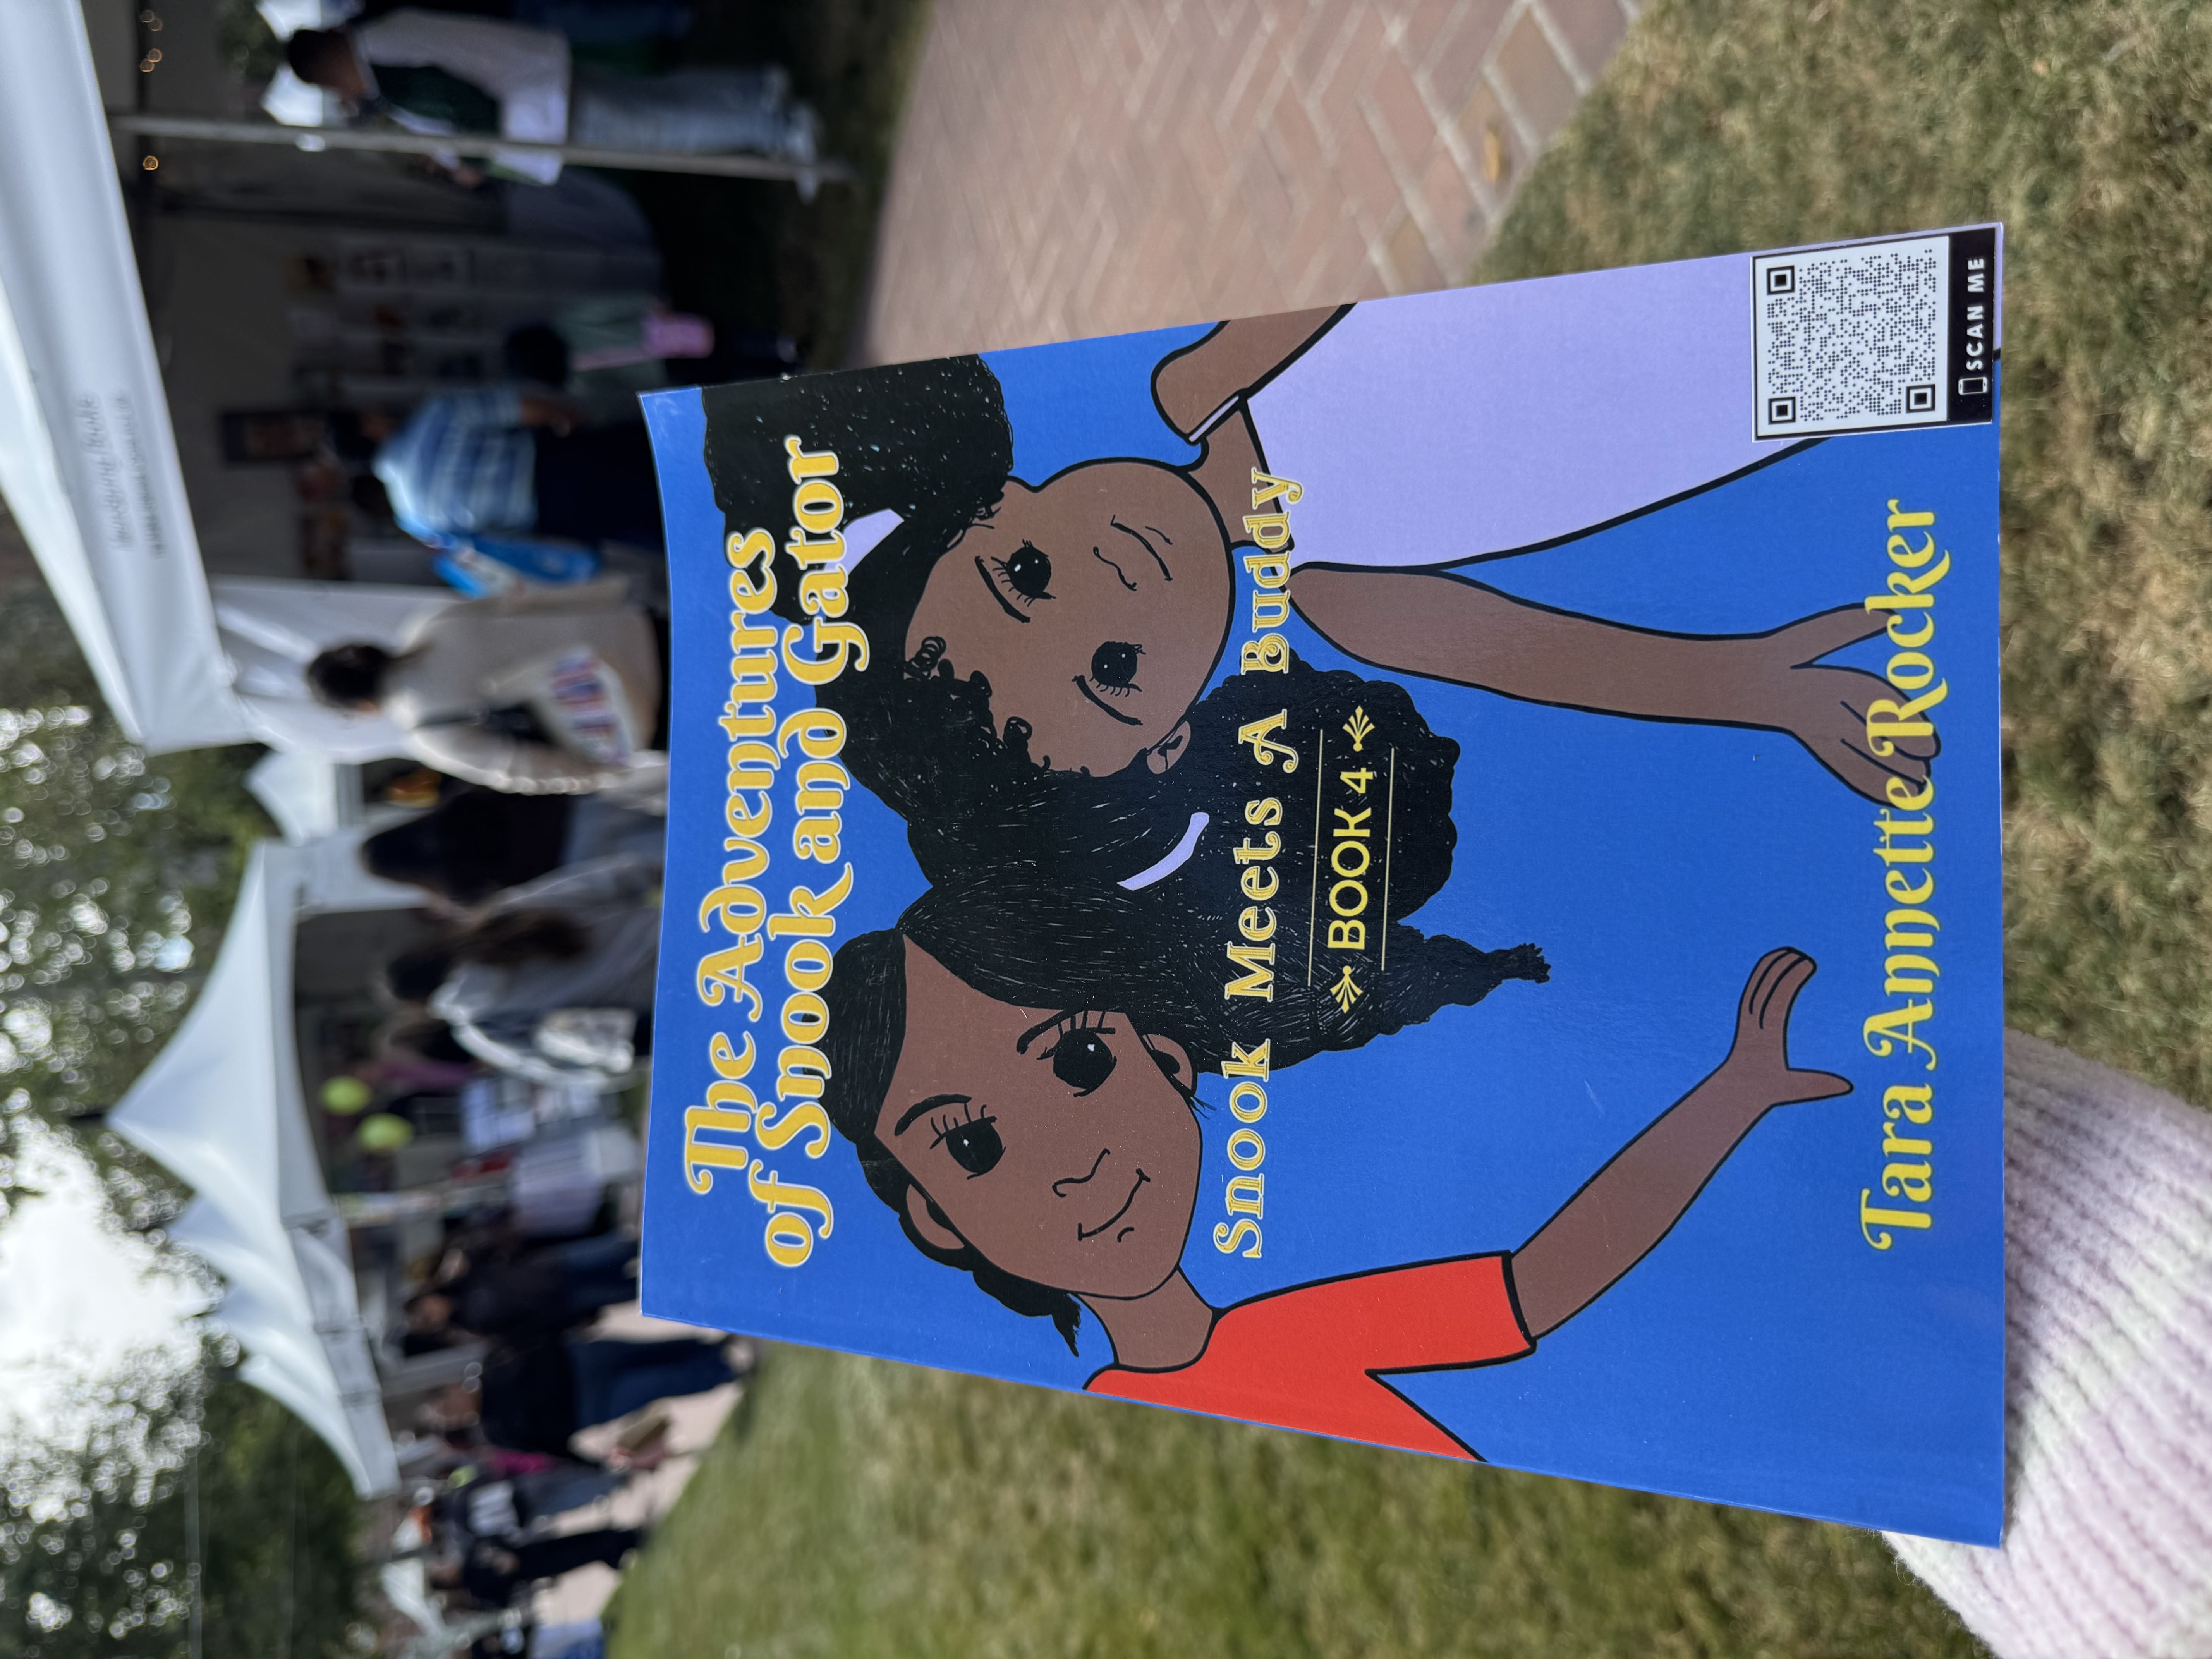 The Adventures
of Snook and Gator
Snook Meets A Buddy
BOOK 4
Tara Annette Rocker
SCAN ME